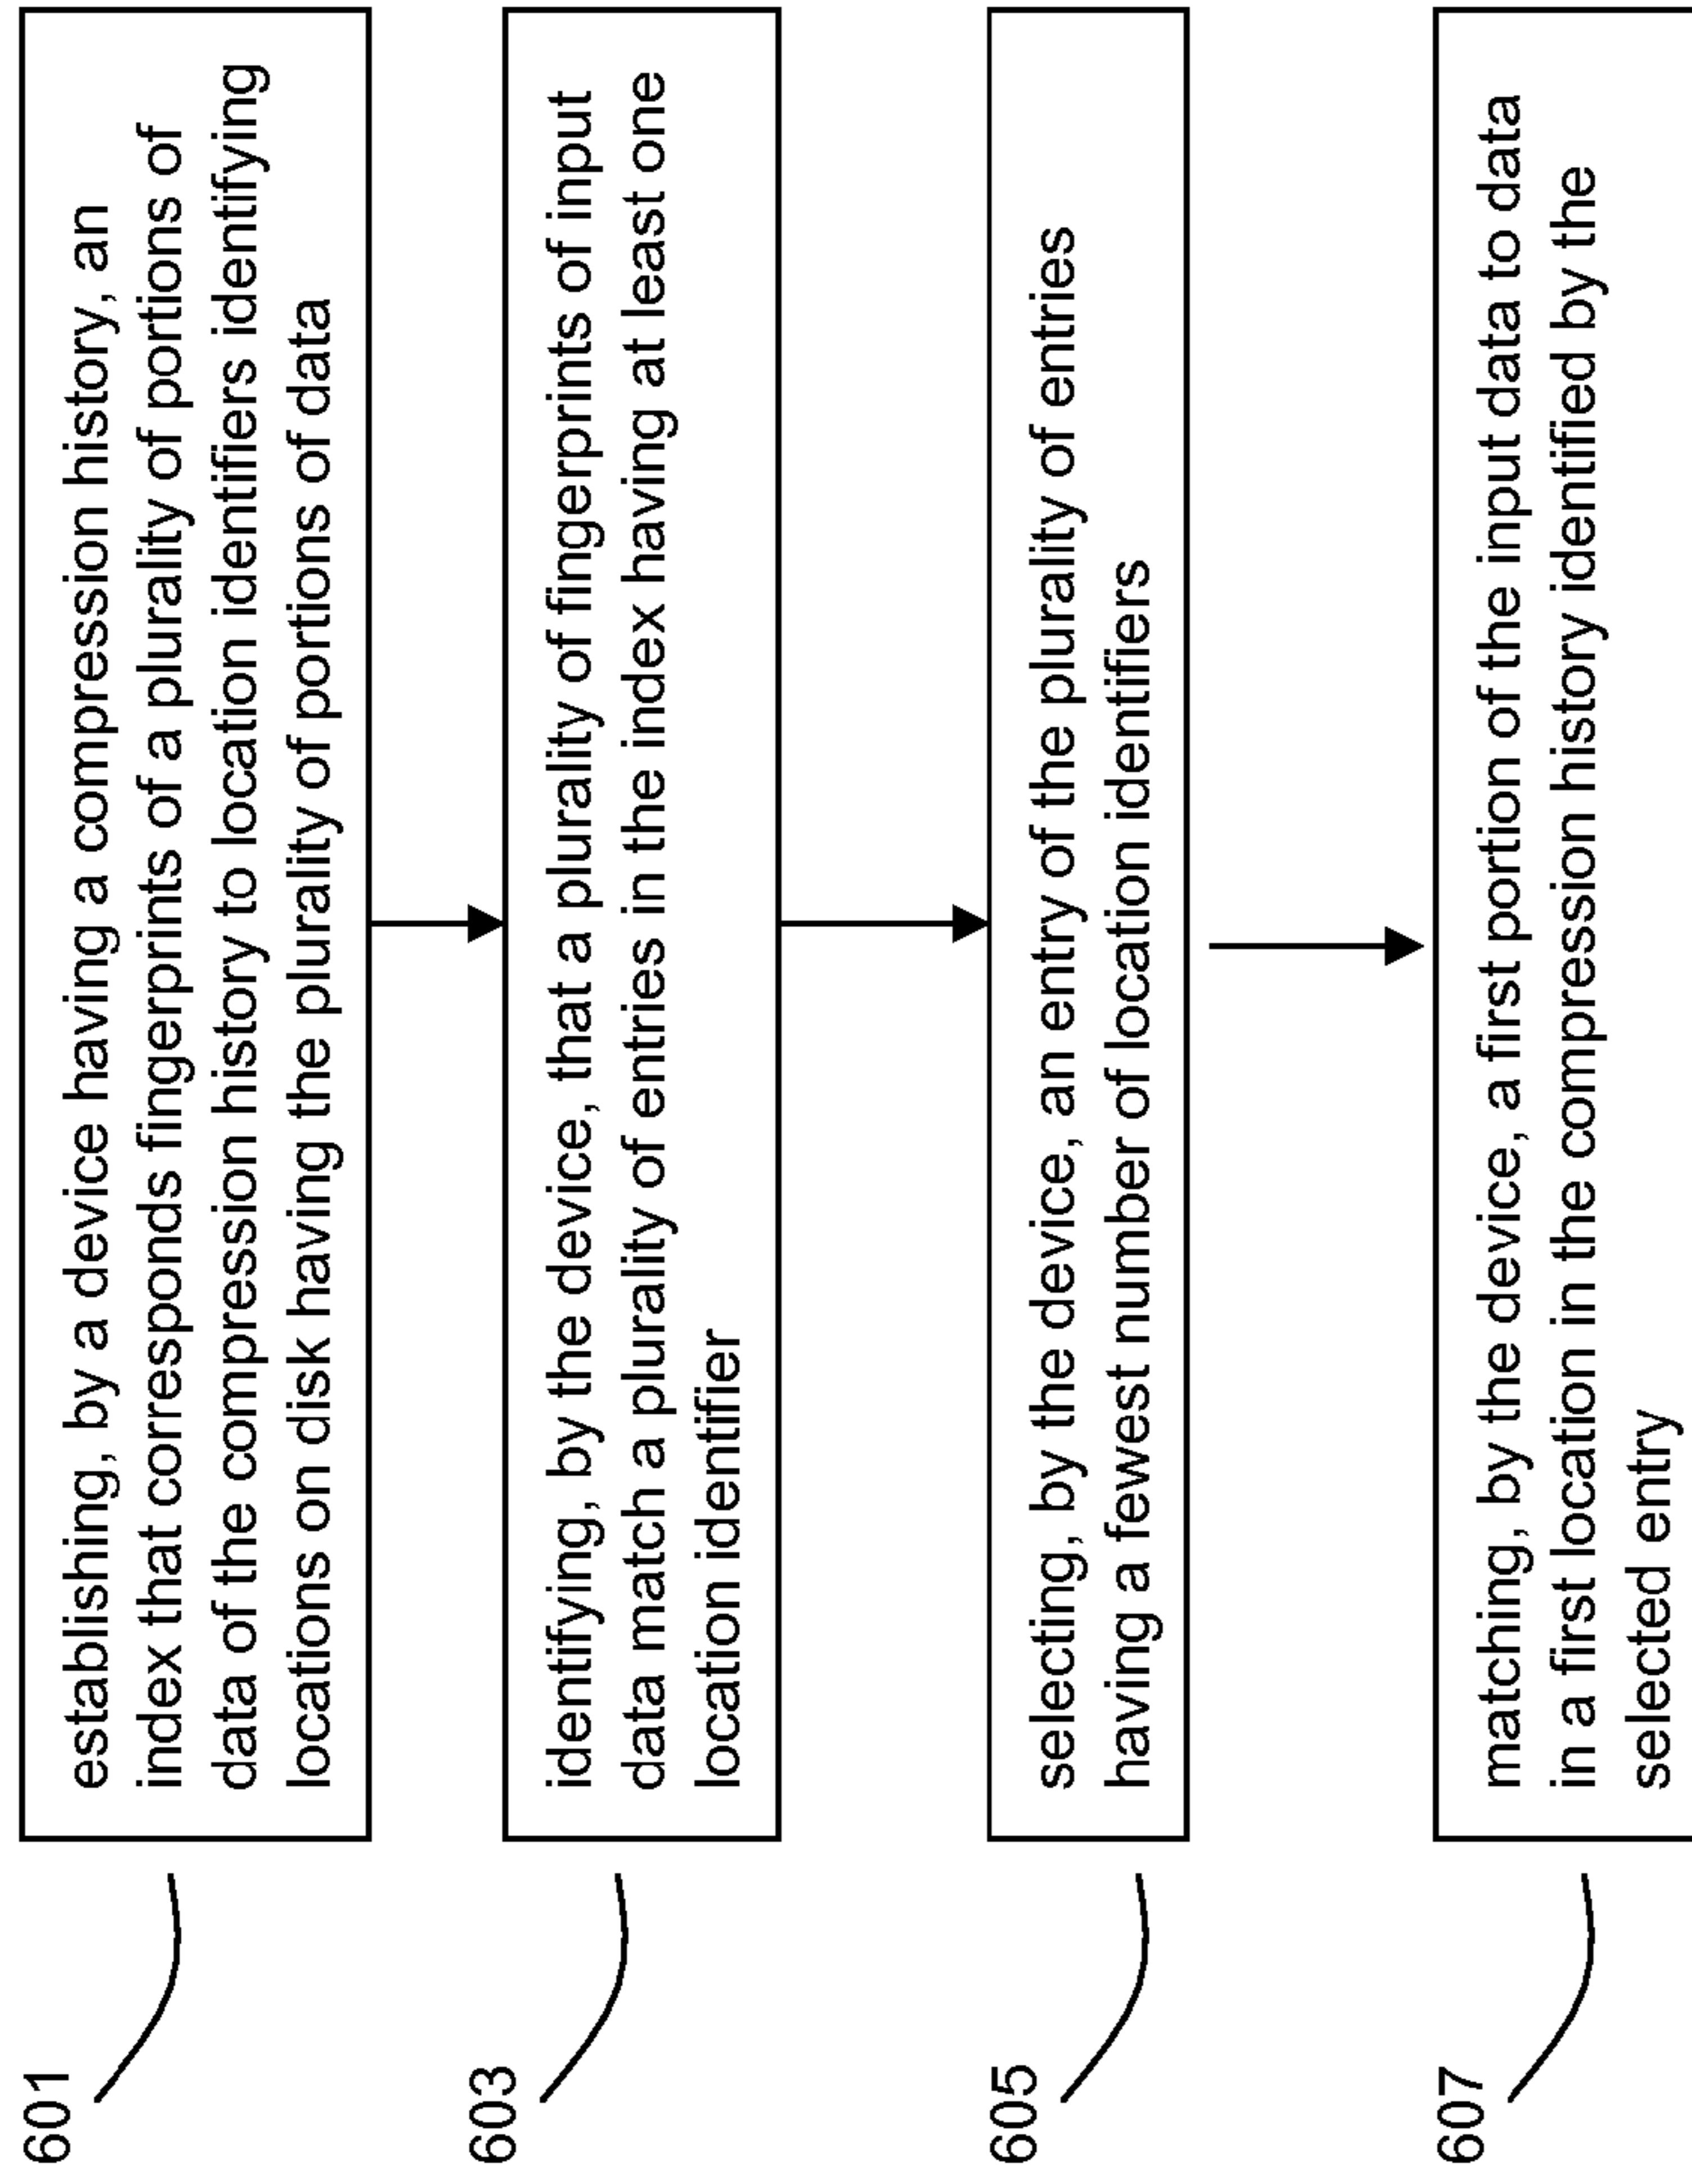 601
establishing, by a device having a compression history, an
index that corresponds fingerprints of a plurality of portions of
data of the compression history to location identifiers identifying
locations on disk having the plurality of portions of data
603
identifying, by the device, that a plurality of fingerprints of input
data match a plurality of entries in the index having at least one
location identifier
605
selecting, by the device, an entry of the plurality of entries
having a fewest number of location identifiers
607
matching, by the device, a first portion of the input data to data
in a first location in the compression history identified by the
selected entry